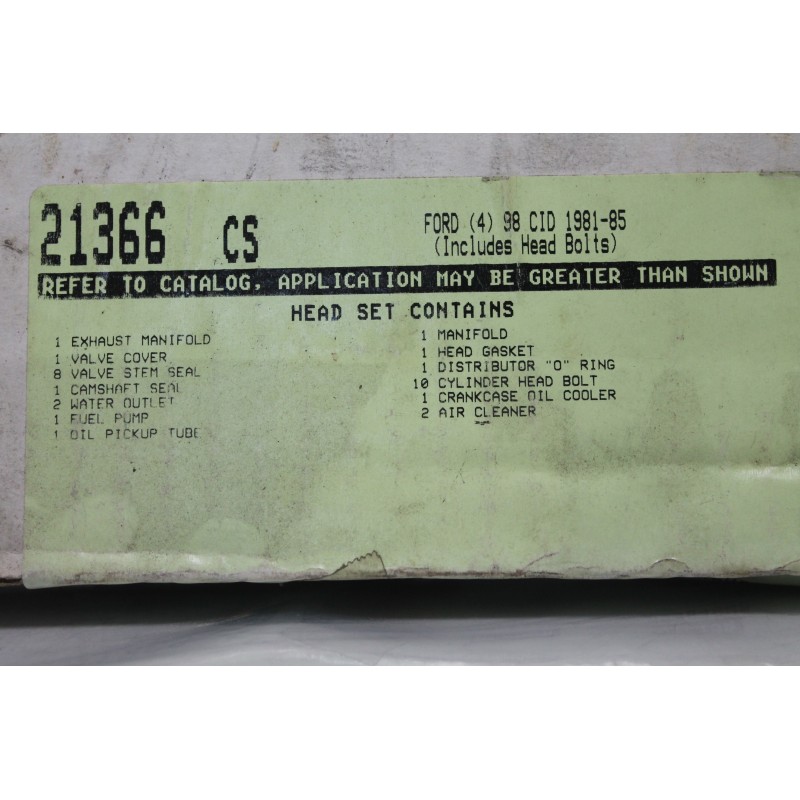 21366 CS
FORD (4) 98 CID 1981-85
(Includes Head Bolts)
REFER TO CATALOG, APPLICATION MAY BE GREATER THAN SHOWN
HEAD SET CONTAINS
1 EXHAUST MANIFOLD
1 VALVE COVER
8 VALVE STEM SEAL
1 CAMSHAFT SEAL
2 WATER OUTLET
1 FUEL PUMP
1 OIL PICKUP TUBE
1 MANIFOLD
1 HEAD GASKET
1 DISTRIBUTOR "O" RING
10 CYLINDER HEAD BOLT
1 CRANKCASE OIL COOLER
2 AIR CLEANER